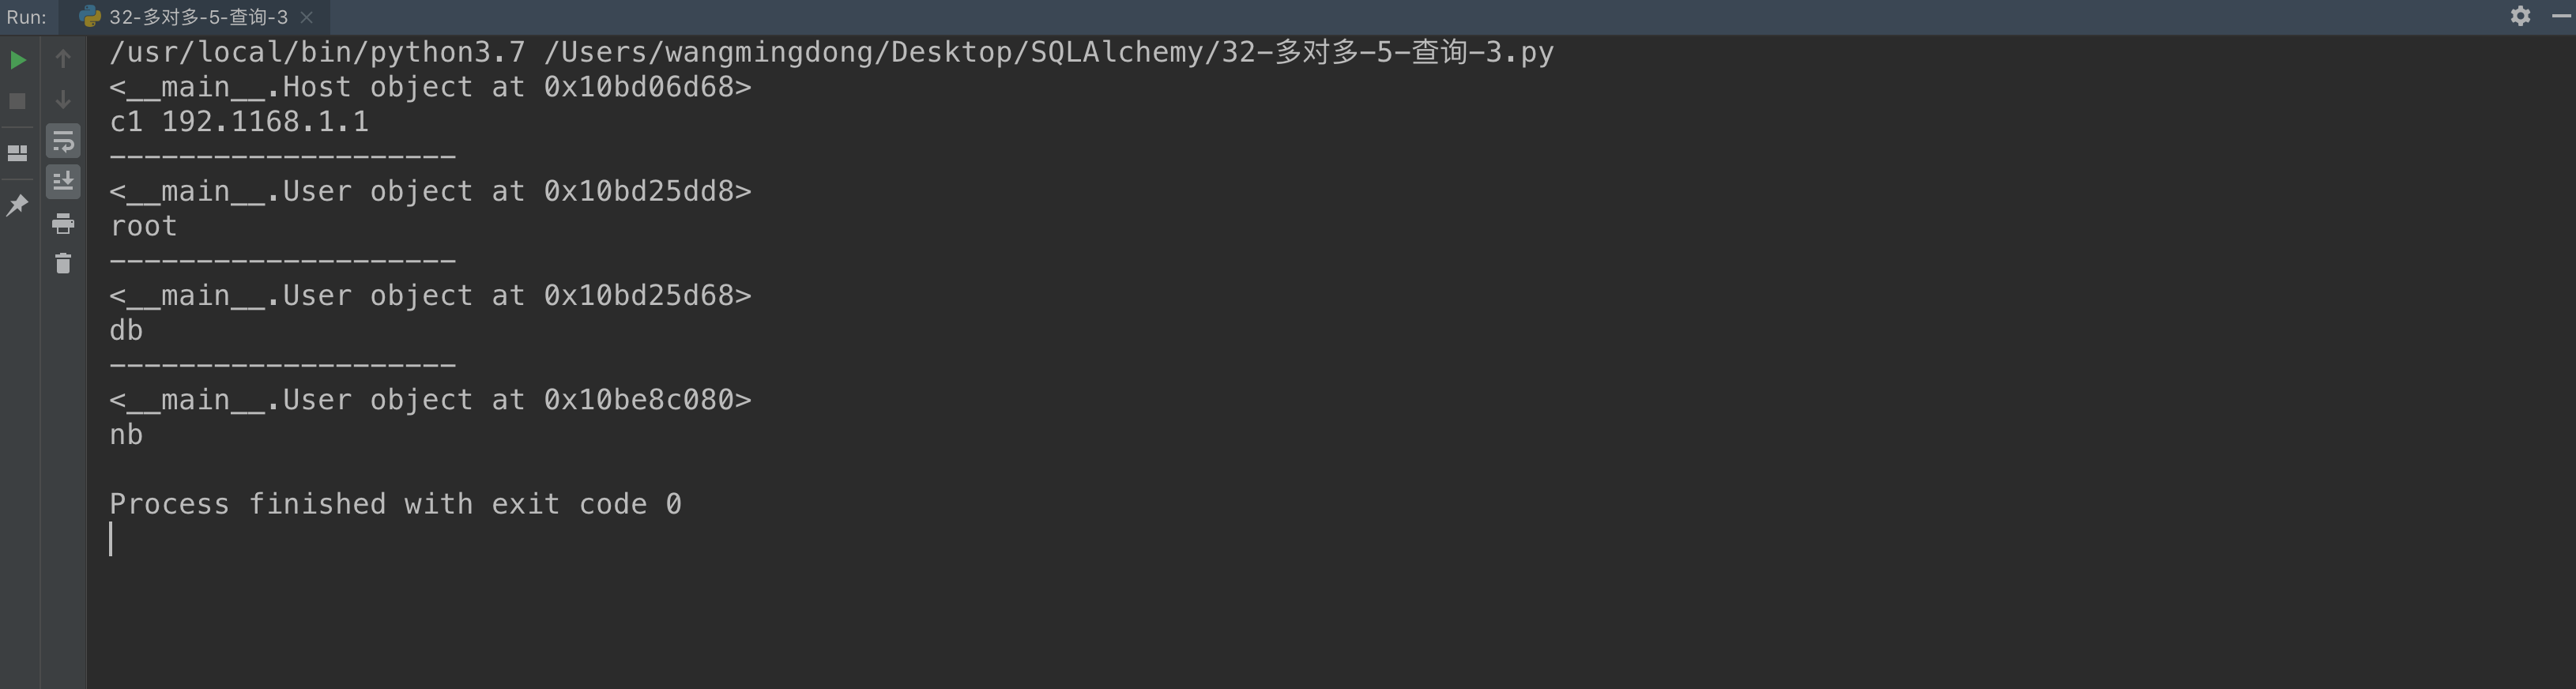 Run: 32-多对多-5-查询-3
/usr/local/bin/python3.7 /Users/wangmingdong/Desktop/SQLAlchemy/32-多对多-5-查询-3.py
<__main__.Host object at 0x10bd06d68>
c1 192.1168.1.1
--------------------
<__main__.User object at 0x10bd25dd8>
root
--------------------
<__main__.User object at 0x10bd25d68>
db
--------------------
<__main__.User object at 0x10be8c080>
nb
Process finished with exit code 0